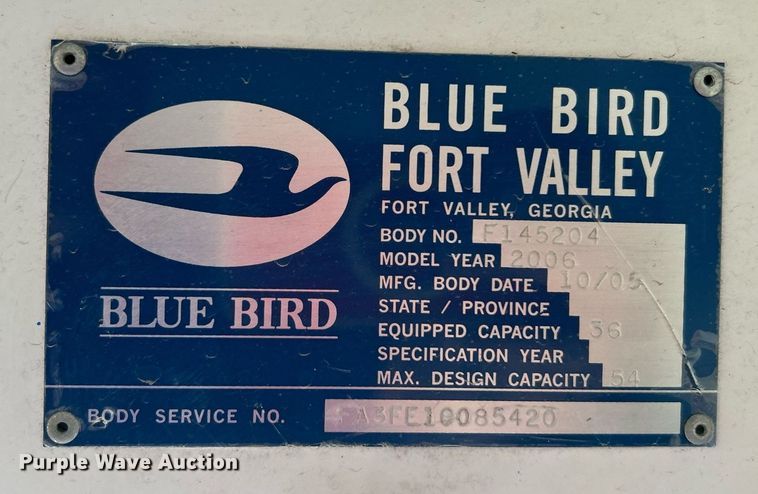 BLUE BIRD
FORT VALLEY
FORT VALLEY, GEORGIA
BODY NO. F145204
MODEL YEAR 2006
MFG. BODY DATE 10/05
STATE / PROVINCE
EQUIPPED CAPACITY 36
SPECIFICATION YEAR
MAX. DESIGN CAPACITY 54
BLUE BIRD
BODY SERVICE NO. FA3FE10085420
Purple Wave Auction